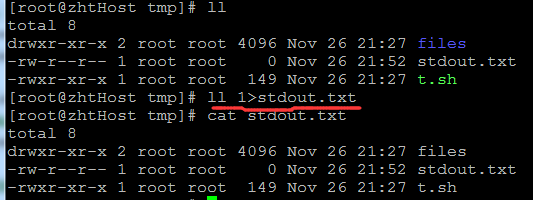 [root@zhtHost tmp]# ll
total 8
drwxr-xr-x 2 root root 4096 Nov 26 21:27 files
-rw-r--r-- 1 root root    0 Nov 26 21:52 stdout.txt
-rwxr-xr-x 1 root root  149 Nov 26 21:27 t.sh
[root@zhtHost tmp]# ll 1>stdout.txt
[root@zhtHost tmp]# cat stdout.txt
total 8
drwxr-xr-x 2 root root 4096 Nov 26 21:27 files
-rw-r--r-- 1 root root    0 Nov 26 21:52 stdout.txt
-rwxr-xr-x 1 root root  149 Nov 26 21:27 t.sh